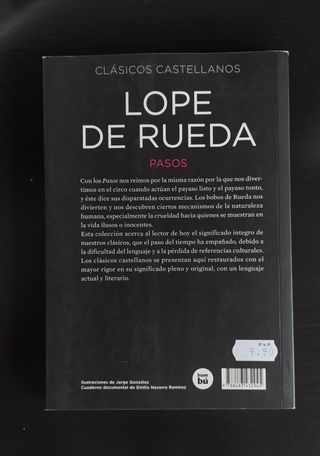 CLÁSICOS CASTELLANOS
LOPE
DE RUEDA
PASOS
Con los Pasos nos reímos por la misma razón por la que nos diver-
timos en el circo cuando actúan el payaso listo y el payaso tonto,
y éste dice sus disparatadas ocurrencias. Los bobos de Rueda nos
divierten y nos descubren ciertos mecanismos de la naturaleza
humana, especialmente la crueldad hacia quienes se muestran en
la vida ilusos o inocentes.
Esta colección acerca al lector de hoy el significado íntegro de
nuestros clásicos, que el paso del tiempo ha empañado, debido a
la dificultad del lenguaje y a la pérdida de referencias culturales.
Los clásicos castellanos se presentan aquí restaurados con el
mayor rigor en su significado pleno y original, con un lenguaje
actual y literario.
P.V.P.
9.90
Ilustraciones de Jorge González
Cuaderno documental de Emilia Navarro Ramírez
bam
bú
9 788483 432945